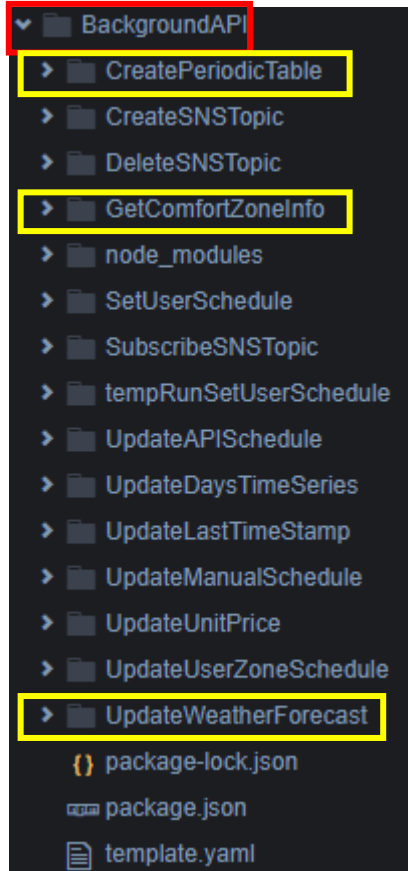 BackgroundAPI
CreatePeriodicTable
CreateSNSTopic
DeleteSNSTopic
GetComfortZoneInfo
node_modules
SetUserSchedule
SubscribeSNSTopic
tempRunSetUserSchedule
UpdateAPISchedule
UpdateDaysTimeSeries
UpdateLastTimeStamp
UpdateManualSchedule
UpdateUnitPrice
UpdateUserZoneSchedule
UpdateWeatherForecast
{} package-lock.json
package.json
template.yaml